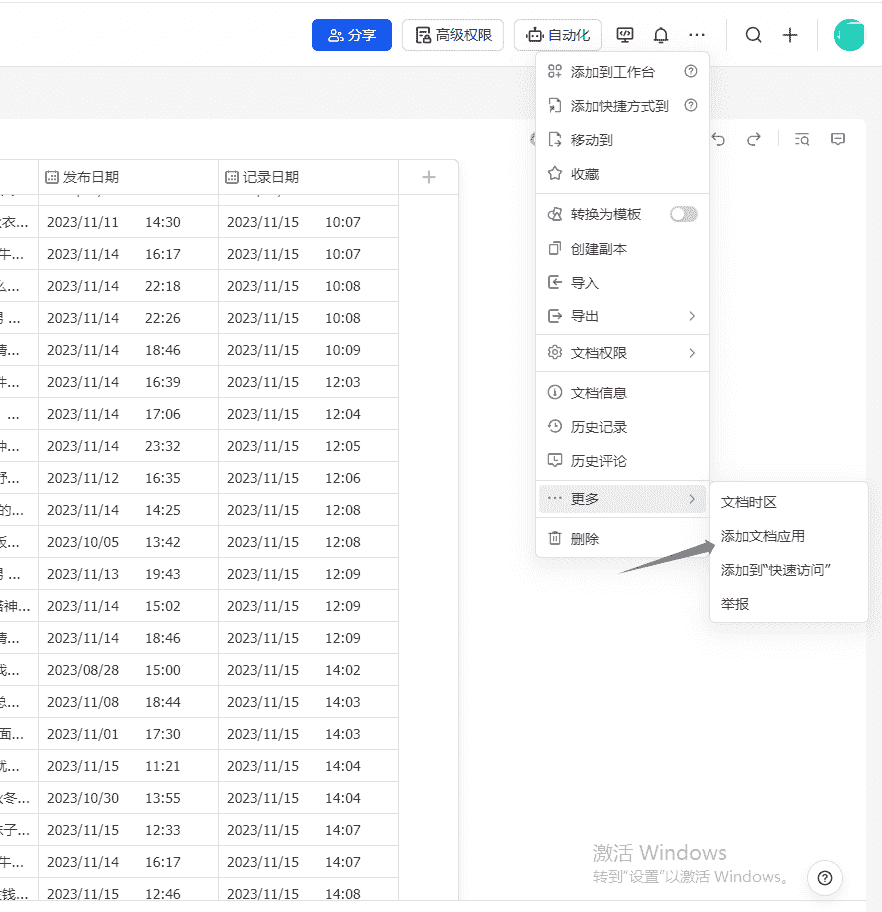 分享 高级权限 自动化
添加到工作台
添加快捷方式到
移动到
收藏
转换为模板
创建副本
导入
导出
文档权限
文档信息
历史记录
历史评论
更多
删除
文档时区
添加文档应用
添加到“快速访问”
举报
发布日期 记录日期
衣... 2023/11/11 14:30 2023/11/15 10:07
牛... 2023/11/14 16:17 2023/11/15 10:07
么... 2023/11/14 22:18 2023/11/15 10:08
男 ... 2023/11/14 22:26 2023/11/15 10:08
2023/11/14 18:46 2023/11/15 10:09
件... 2023/11/14 16:39 2023/11/15 12:03
... 2023/11/14 17:06 2023/11/15 12:04
2023/11/14 23:32 2023/11/15 12:05
2023/11/12 16:35 2023/11/15 12:06
的... 2023/11/14 14:25 2023/11/15 12:08
2023/10/05 13:42 2023/11/15 12:08
男 ... 2023/11/13 19:43 2023/11/15 12:09
神... 2023/11/14 15:02 2023/11/15 12:09
2023/11/14 18:46 2023/11/15 12:09
我... 2023/08/28 15:00 2023/11/15 14:02
总... 2023/11/08 18:44 2023/11/15 14:03
面... 2023/11/01 17:30 2023/11/15 14:03
就... 2023/11/15 11:21 2023/11/15 14:04
冬... 2023/10/30 13:55 2023/11/15 14:04
子... 2023/11/15 12:33 2023/11/15 14:07
牛... 2023/11/14 16:17 2023/11/15 14:07
钱... 2023/11/15 12:46 2023/11/15 14:08
激活 Windows
转到“设置”以激活 Windows。